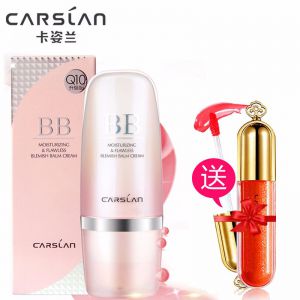 CARSLAN
卡姿兰
Q10
BB
MOISTURIZING
& FLAWLESS
BLEMISH BALM CREAM
CARSLAN
BB
MOISTURIZING
& FLAWLESS
BLEMISH BALM CREAM
CARSLAN
送